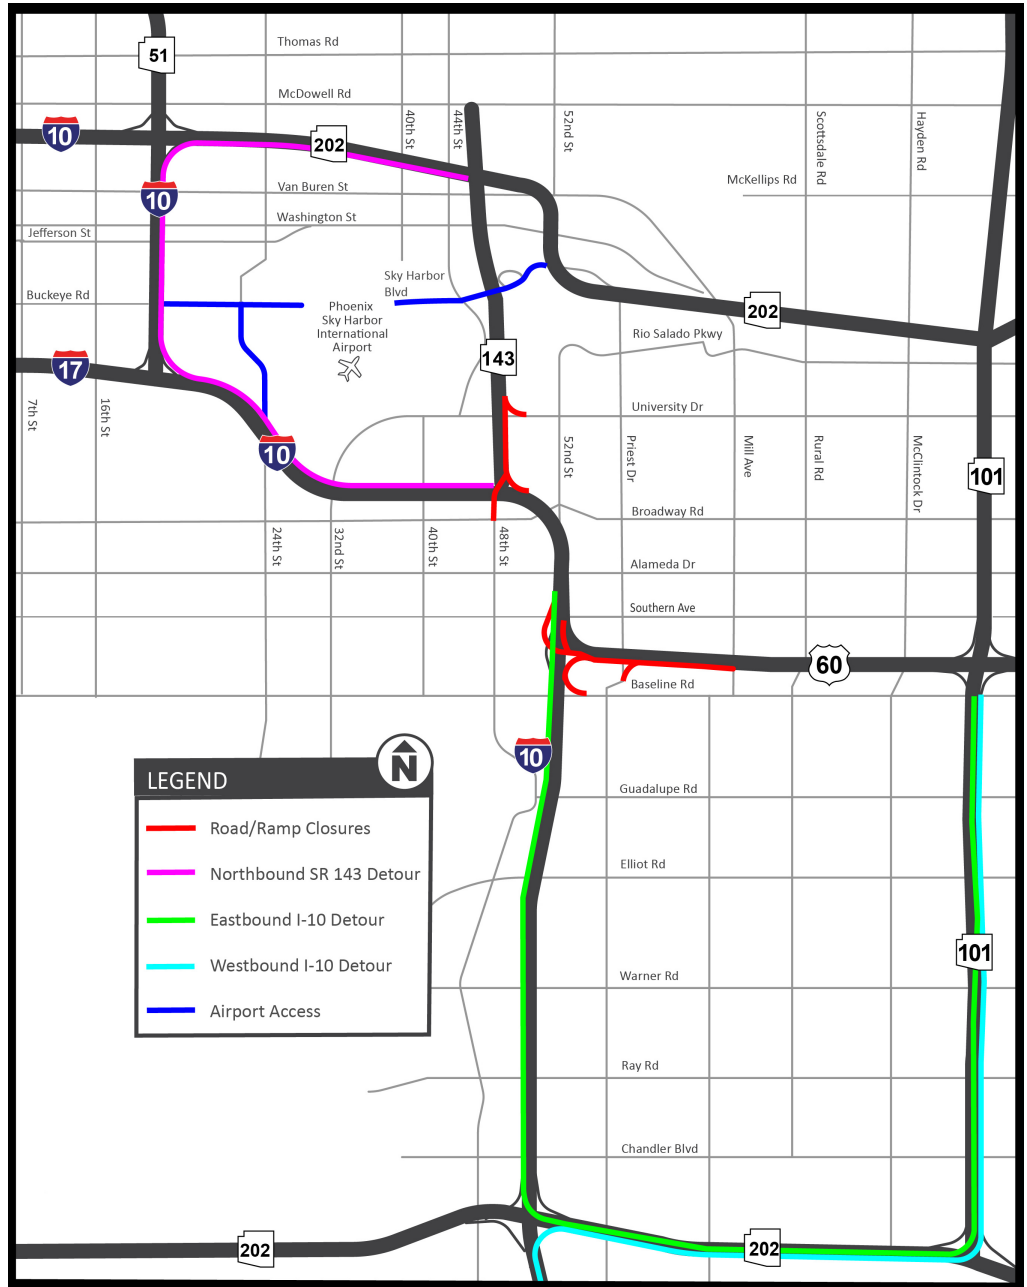 Thomas Rd
51
McDowell Rd
10
202
40th St
44th St
52nd St
Scottsdale Rd
Hayden Rd
McKellips Rd
Van Buren St
10
Washington St
Jefferson St
Buckeye Rd
Sky Harbor
Blvd
Phoenix
Sky Harbor
International
Airport
202
Rio Salado Pkwy
143
17
7th St
16th St
University Dr
10
52nd St
Priest Dr
Mill Ave
Rural Rd
McClintock Dr
101
Broadway Rd
24th St
32nd St
40th St
48th St
Alameda Dr
Southern Ave
60
Baseline Rd
10
N
LEGEND
Guadalupe Rd
Road/Ramp Closures
Elliot Rd
Northbound SR 143 Detour
Eastbound I-10 Detour
101
Westbound I-10 Detour
Warner Rd
Airport Access
Ray Rd
Chandler Blvd
202
202